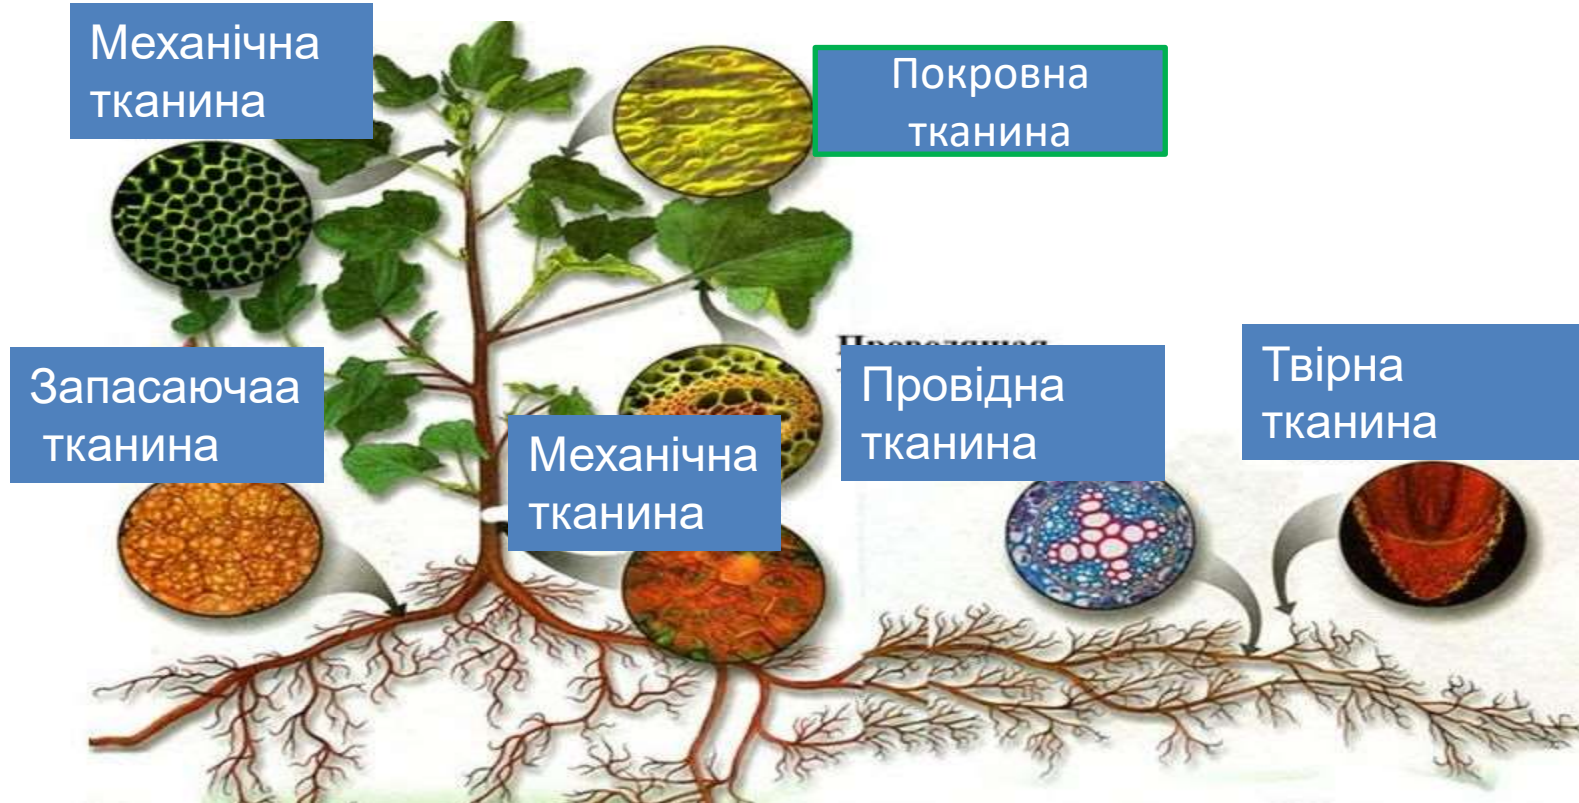 Механічна
тканина
Покровна
тканина
Запасаючаа
тканина
Механічна
тканина
Провідна
тканина
Твірна
тканина